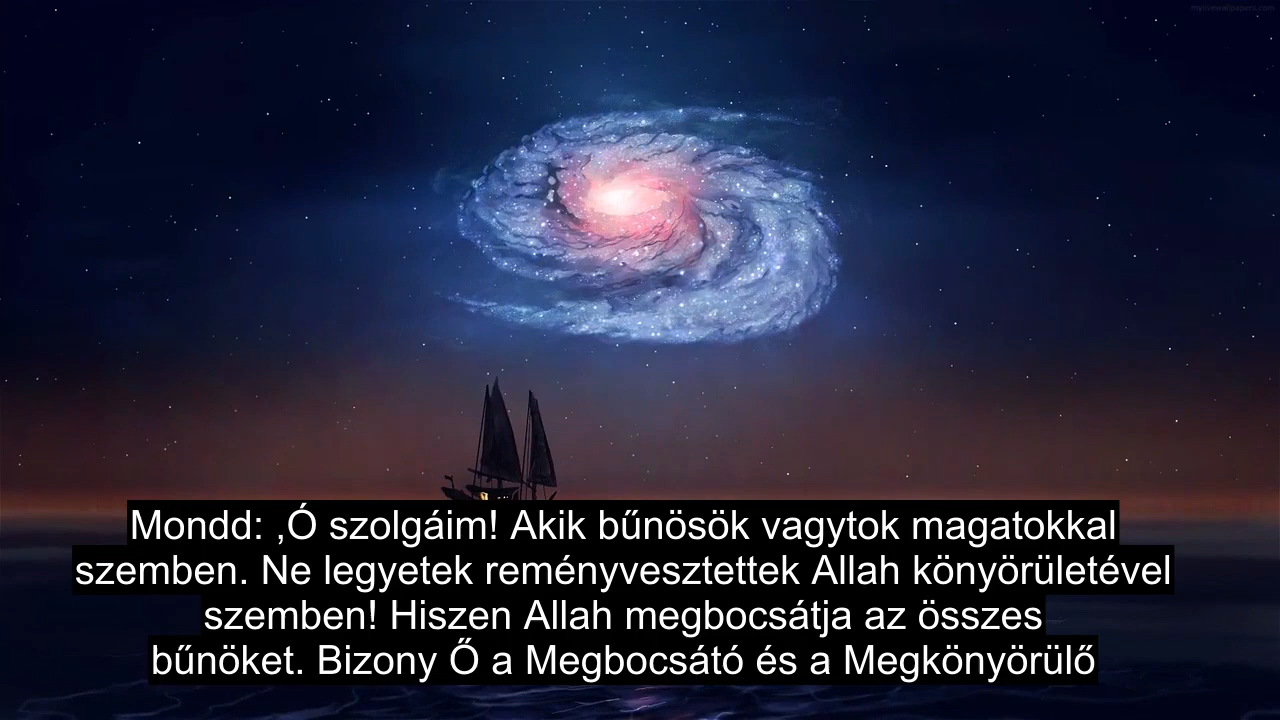 Mondd: ,Ó szolgáim! Akik bűnösök vagytok magatokkal
szemben. Ne legyetek reményvesztettek Allah könyörületével
szemben! Hiszen Allah megbocsátja az összes
bűnöket. Bizony Ő a Megbocsátó és a Megkönyörülő